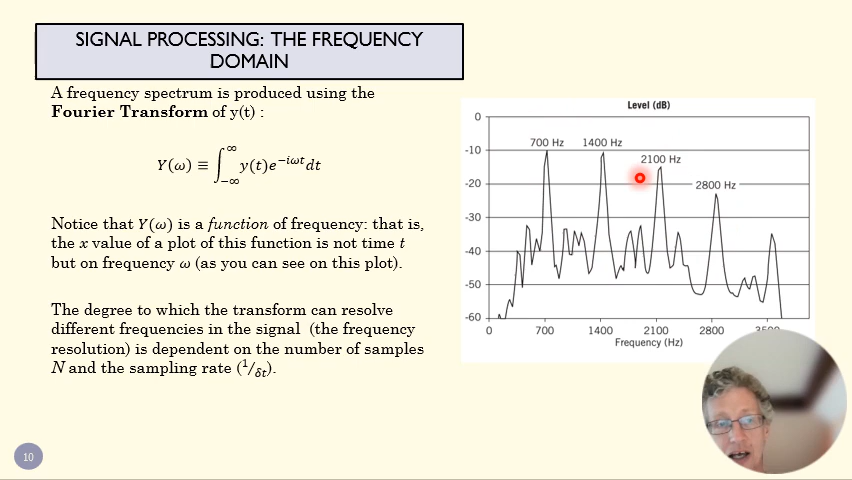 SIGNAL PROCESSING: THE FREQUENCY
DOMAIN
A frequency spectrum is produced using the
Fourier Transform of y(t) :
Y(ω) ≡ ∫_{−∞}^{∞} y(t)e^{−iωt}dt
Notice that Y(ω) is a function of frequency: that is,
the x value of a plot of this function is not time t
but on frequency ω (as you can see on this plot).
The degree to which the transform can resolve
different frequencies in the signal (the frequency
resolution) is dependent on the number of samples
N and the sampling rate (1/δt).
10
Level (dB)
0
-10
-20
-30
-40
-50
-60
700 Hz
1400 Hz
2100 Hz
2800 Hz
0 700 1400 2100 2800
Frequency (Hz)